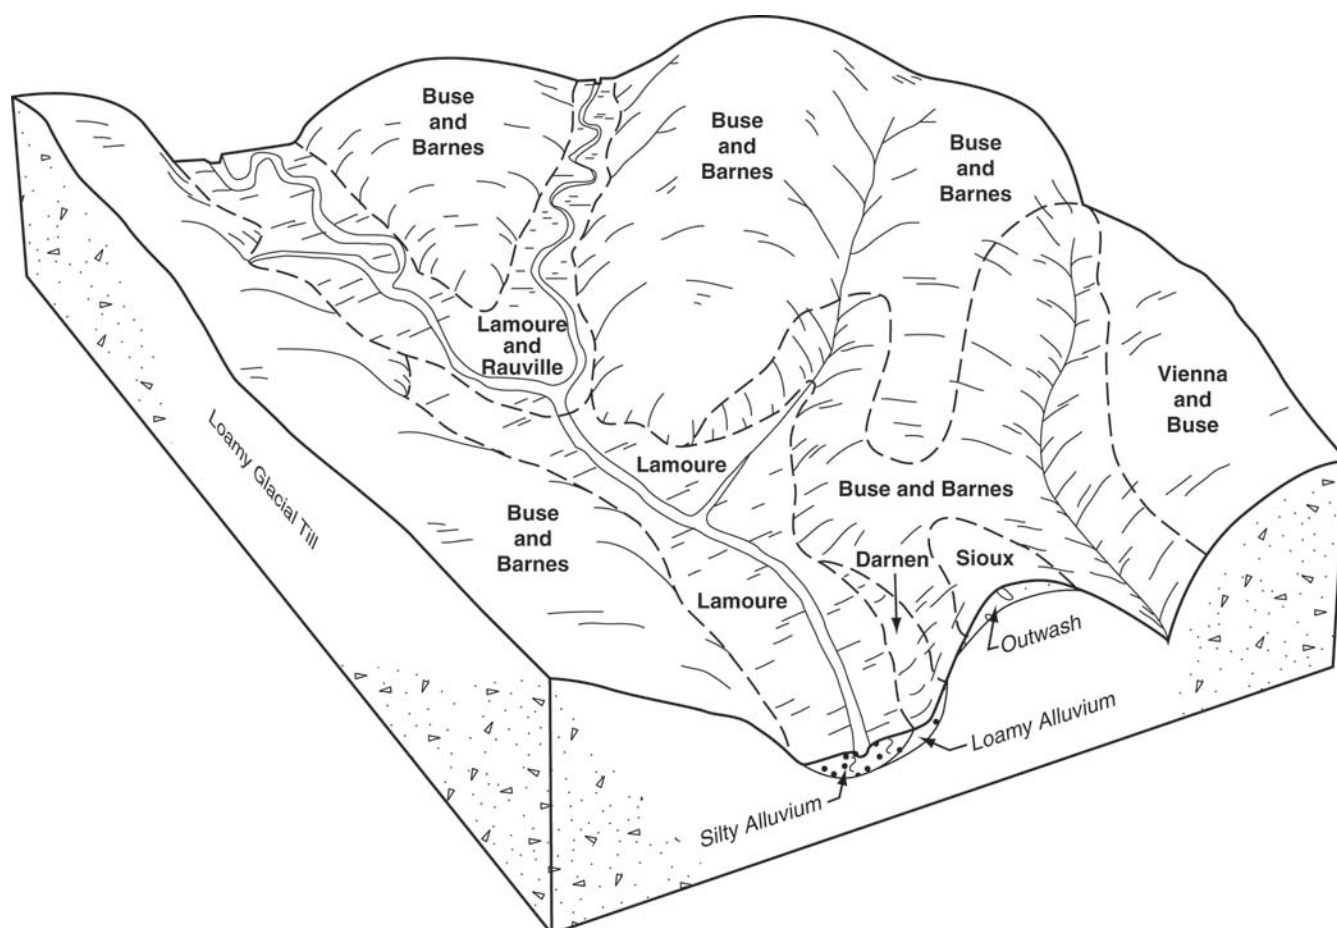 Buse
and
Barnes
Buse
and
Barnes
Buse
and
Barnes
Lamoure
and
Rauville
Vienna
and
Buse
Loamy Glacial Till
Lamoure
Buse and Barnes
Buse
and
Barnes
Darnen
Sioux
Lamoure
Outwash
Loamy Alluvium
Silty Alluvium